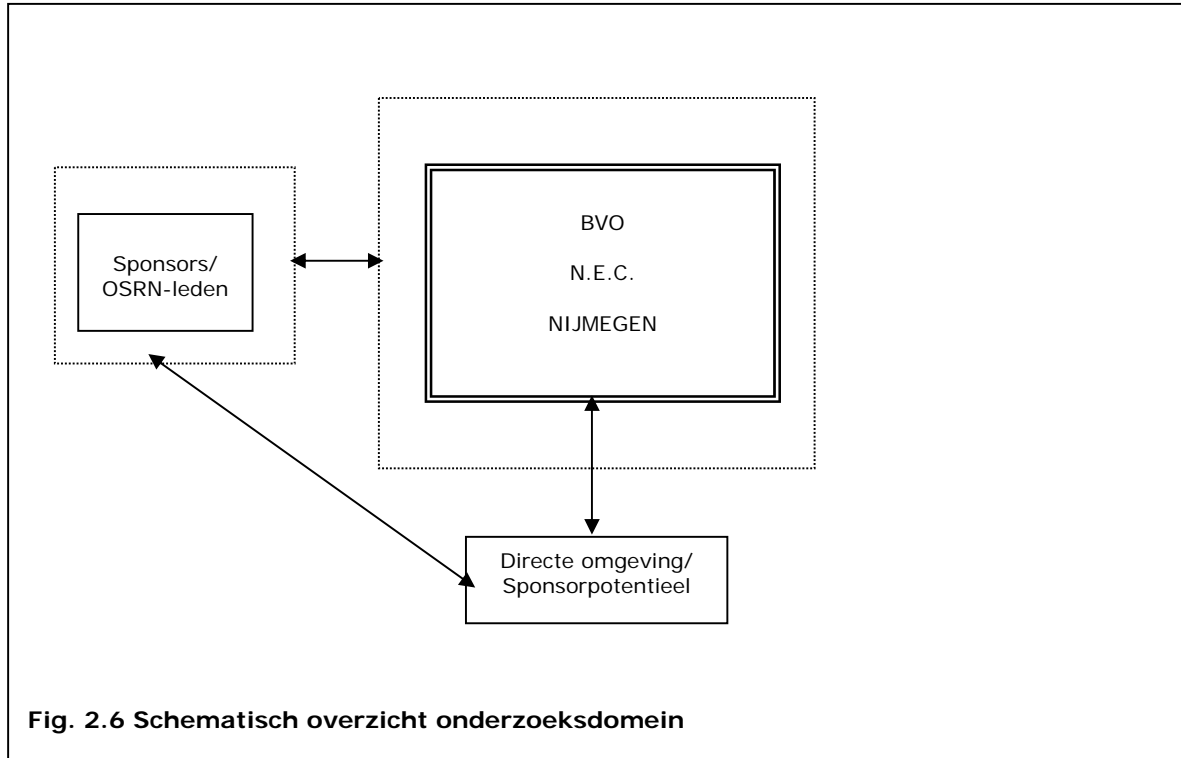 BVO
N.E.C.
NIJMEGEN
Sponsors/
OSRN-leden
Directe omgeving/
Sponsorpotentieel
Fig. 2.6 Schematisch overzicht onderzoeksdomein